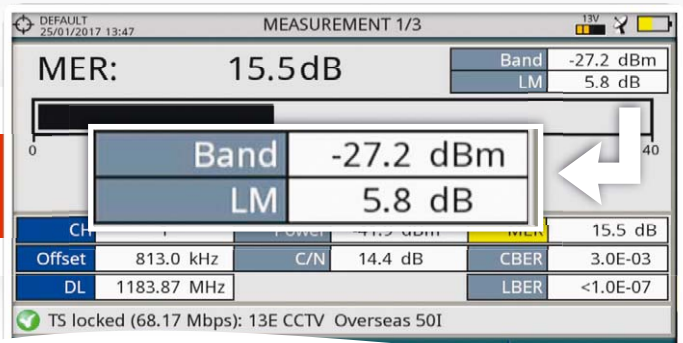 DEFAULT
25/01/2017 13:47
MEASUREMENT 1/3
13V
MER: 15.5 dB
Band -27.2 dBm
LM 5.8 dB
0 40
Band -27.2 dBm
LM 5.8 dB
CH MER 15.5 dB
Offset 813.0 kHz C/N 14.4 dB CBER 3.0E-03
DL 1183.87 MHz LBER <1.0E-07
TS locked (68.17 Mbps): 13E CCTV Overseas 50I